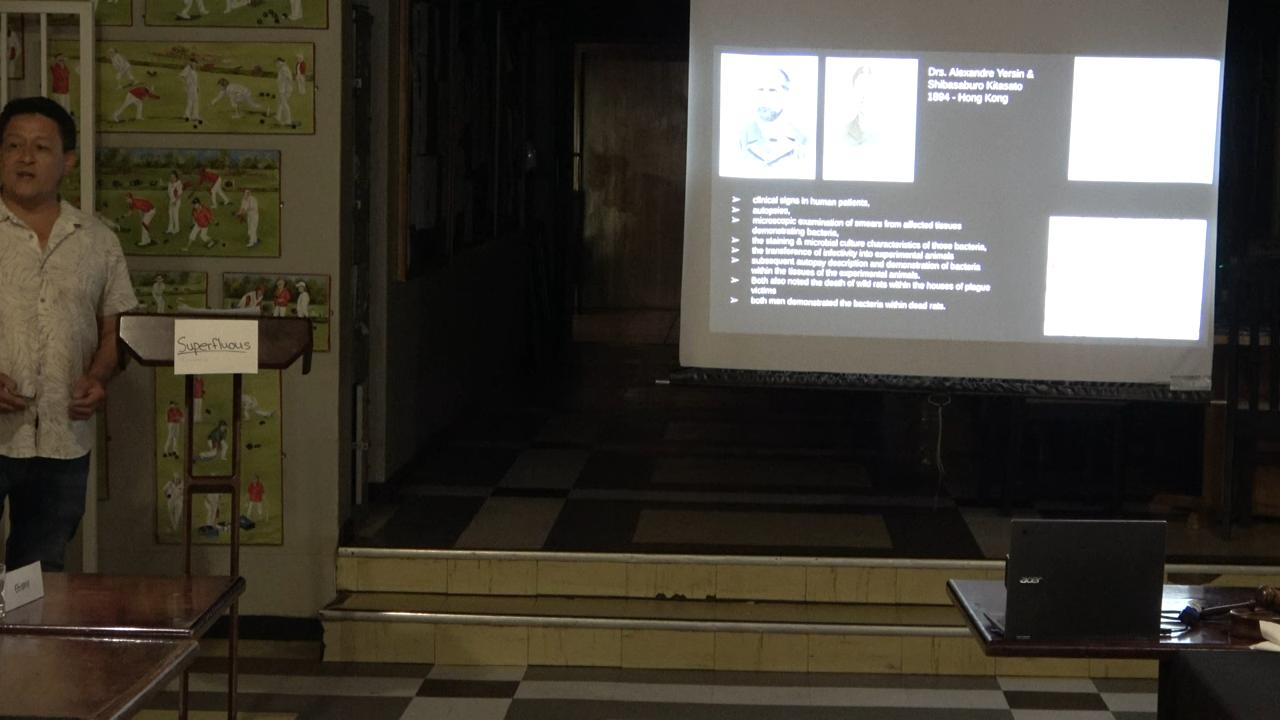 Drs. Alexandre Yersin &
Shibasaburo Kitasato
1894 - Hong Kong
clinical signs in human patients,
autopsies,
microscopic examination of smears from affected tissues
demonstrating bacteria,
the staining & microbial culture characteristics of those bacteria,
the transference of infectivity into experimental animals
subsequent autopsy description and demonstration of bacteria
within the tissues of the experimental animals.
Both also noted the death of wild rats within the houses of plague
victims
both men demonstrated the bacteria within dead rats.
Superfluous
acer